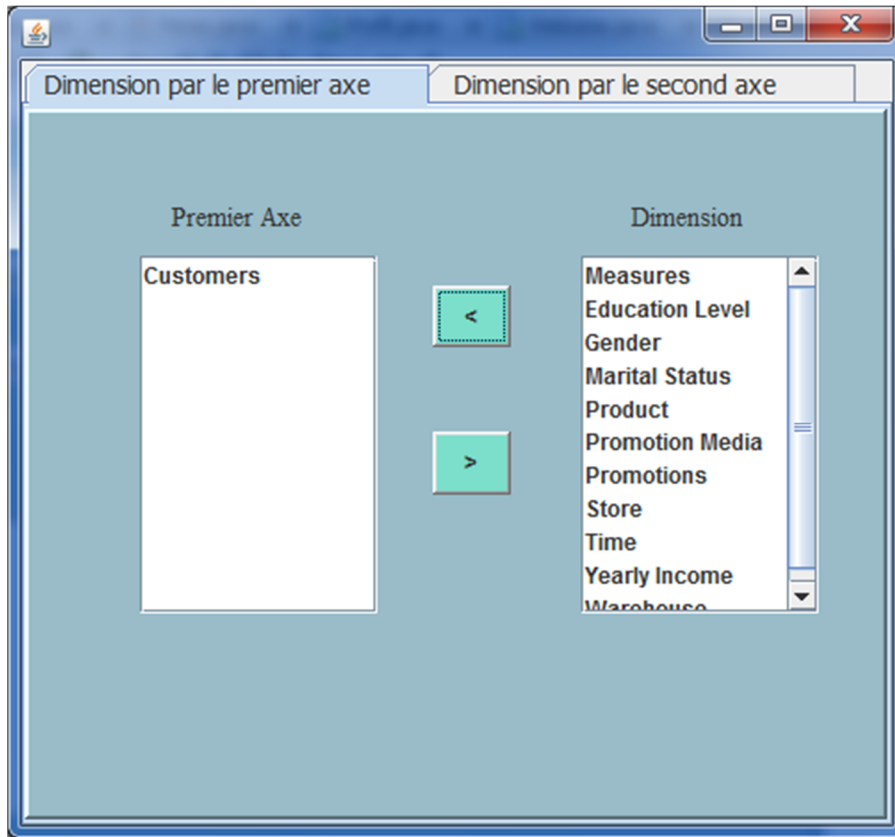 Dimension par le premier axe
Dimension par le second axe
Premier Axe
Dimension
Customers
<
>
Measures
Education Level
Gender
Marital Status
Product
Promotion Media
Promotions
Store
Time
Yearly Income
Warehouse